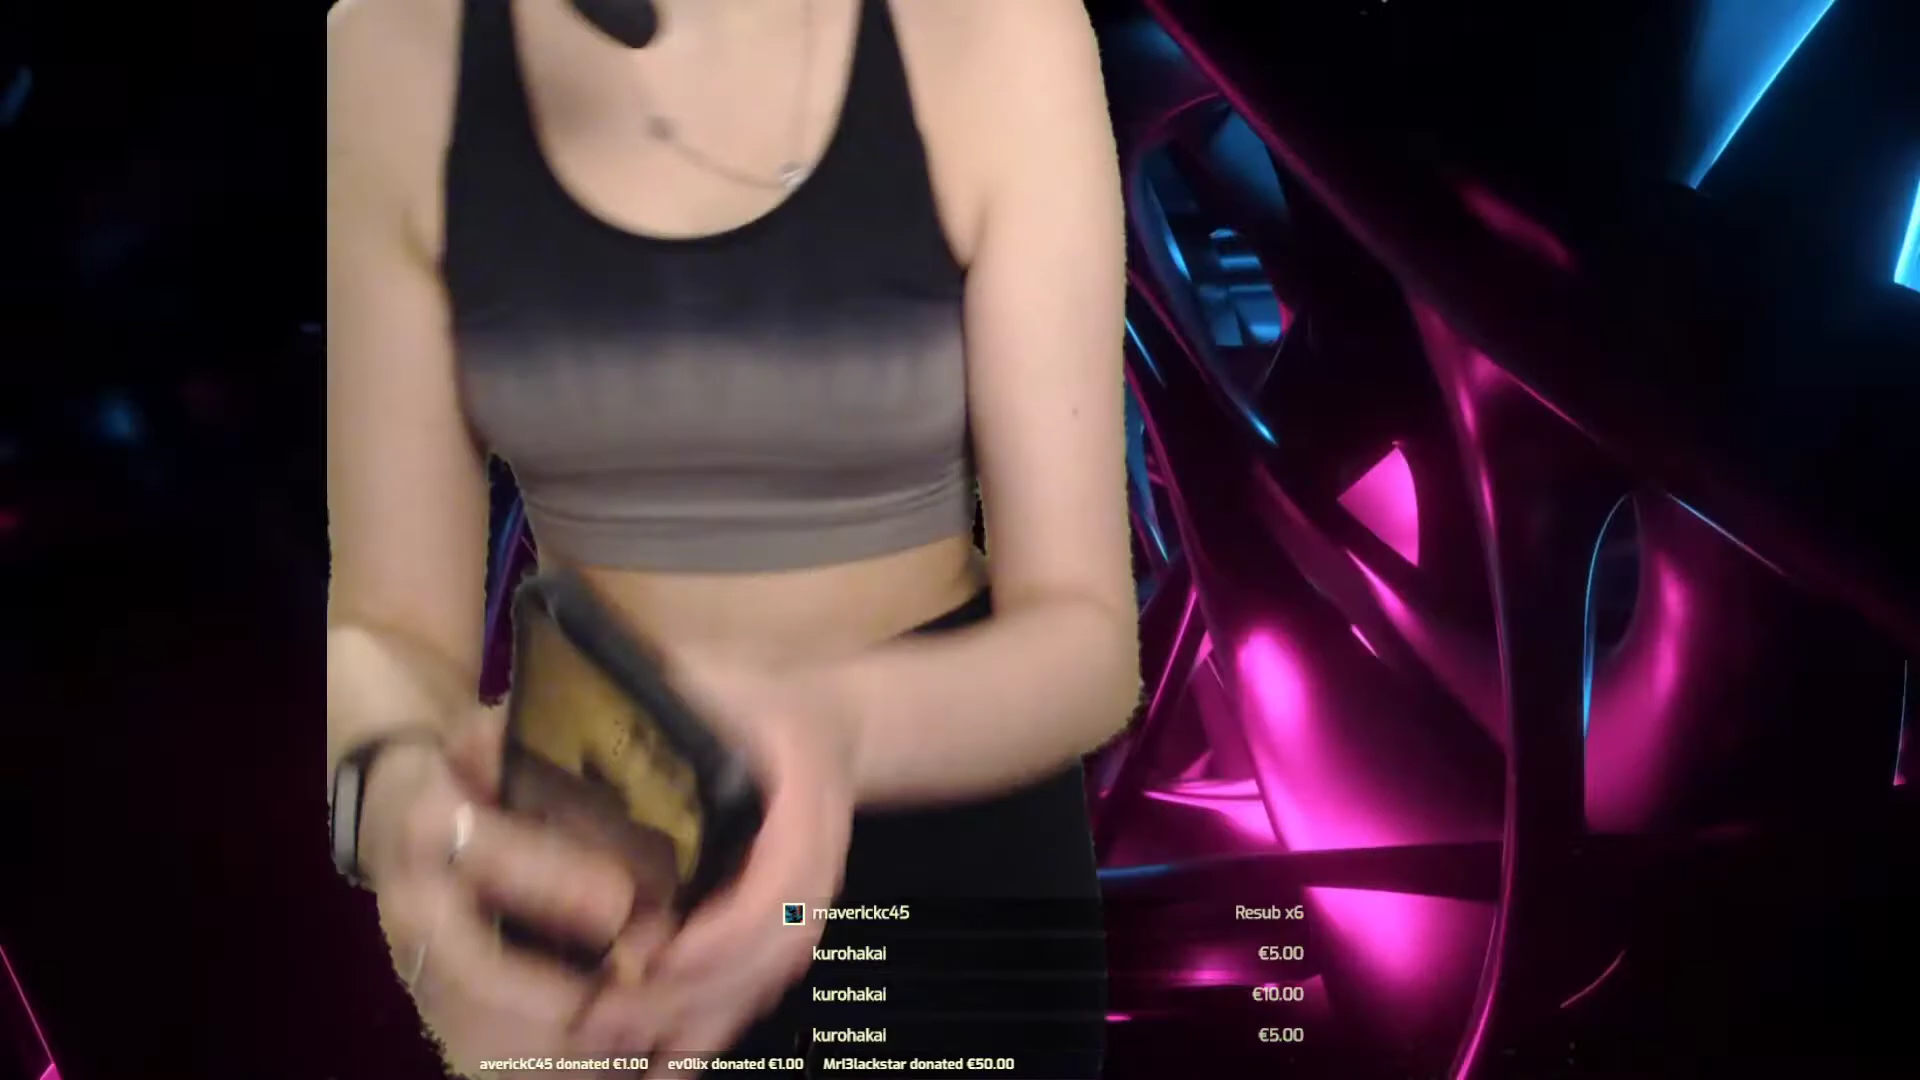 maverickc45 Resub x6
kurohakai €5.00
kurohakai €10.00
kurohakai €5.00
averickC45 donated €1.00 ev0lix donated €1.00 Mrl3lackstar donated €50.00